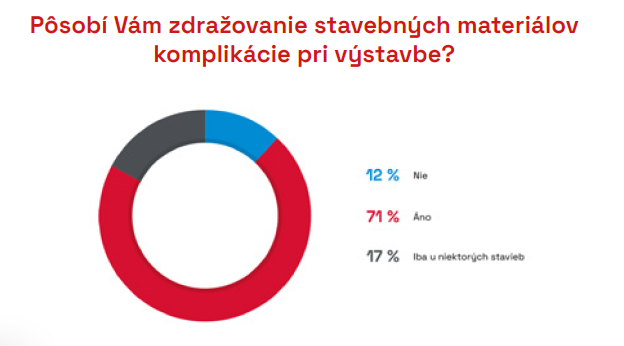 Pôsobí Vám zdražovanie stavebných materiálov
komplikácie pri výstavbe?
12 % Nie
71 % Áno
17 % Iba u niektorých stavieb